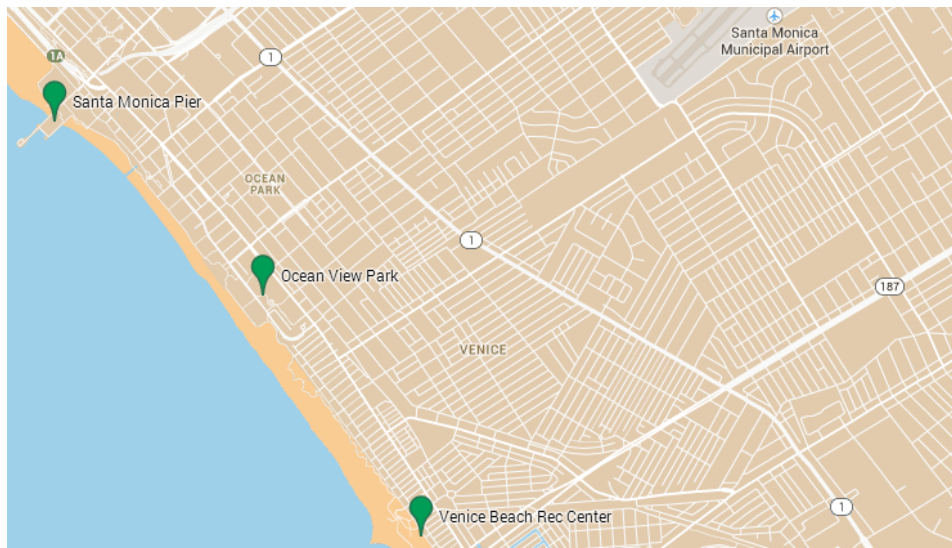 Santa Monica
Municipal Airport
1A
1
Santa Monica Pier
OCEAN
PARK
1
Ocean View Park
187
VENICE
1
Venice Beach Rec Center